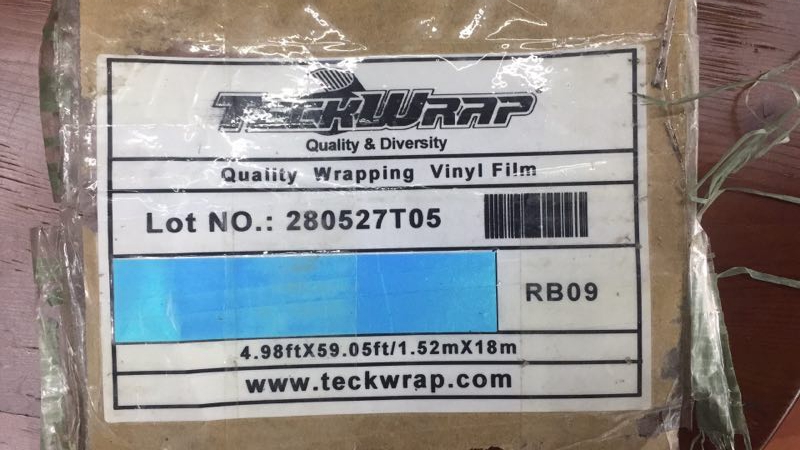 TECKWRAP
Quality & Diversity
Quality Wrapping Vinyl Film
Lot NO.: 280527T05
RB09
4.98ftX59.05ft/1.52mX18m
www.teckwrap.com